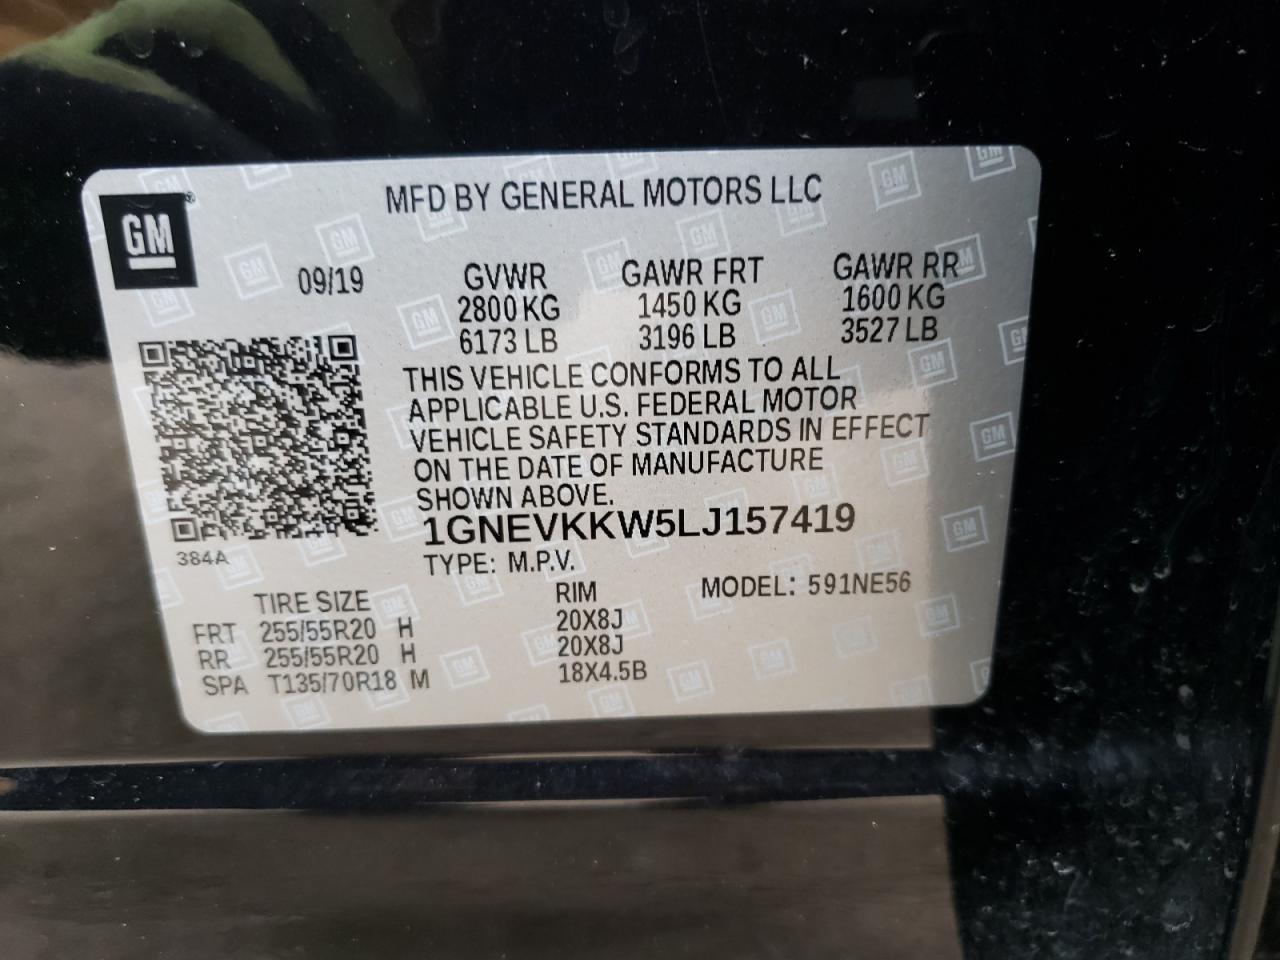 GM
MFD BY GENERAL MOTORS LLC
09/19 GVWR GAWR FRT GAWR RR
2800 KG 1450 KG 1600 KG
6173 LB 3196 LB 3527 LB
THIS VEHICLE CONFORMS TO ALL
APPLICABLE U.S. FEDERAL MOTOR
VEHICLE SAFETY STANDARDS IN EFFECT
ON THE DATE OF MANUFACTURE
SHOWN ABOVE.
1GNEVKKW5LJ157419
384A
TYPE: M.P.V.
MODEL: 591NE56
TIRE SIZE RIM
FRT 255/55R20 H 20X8J
RR 255/55R20 H 20X8J
SPA T135/70R18 M 18X4.5B